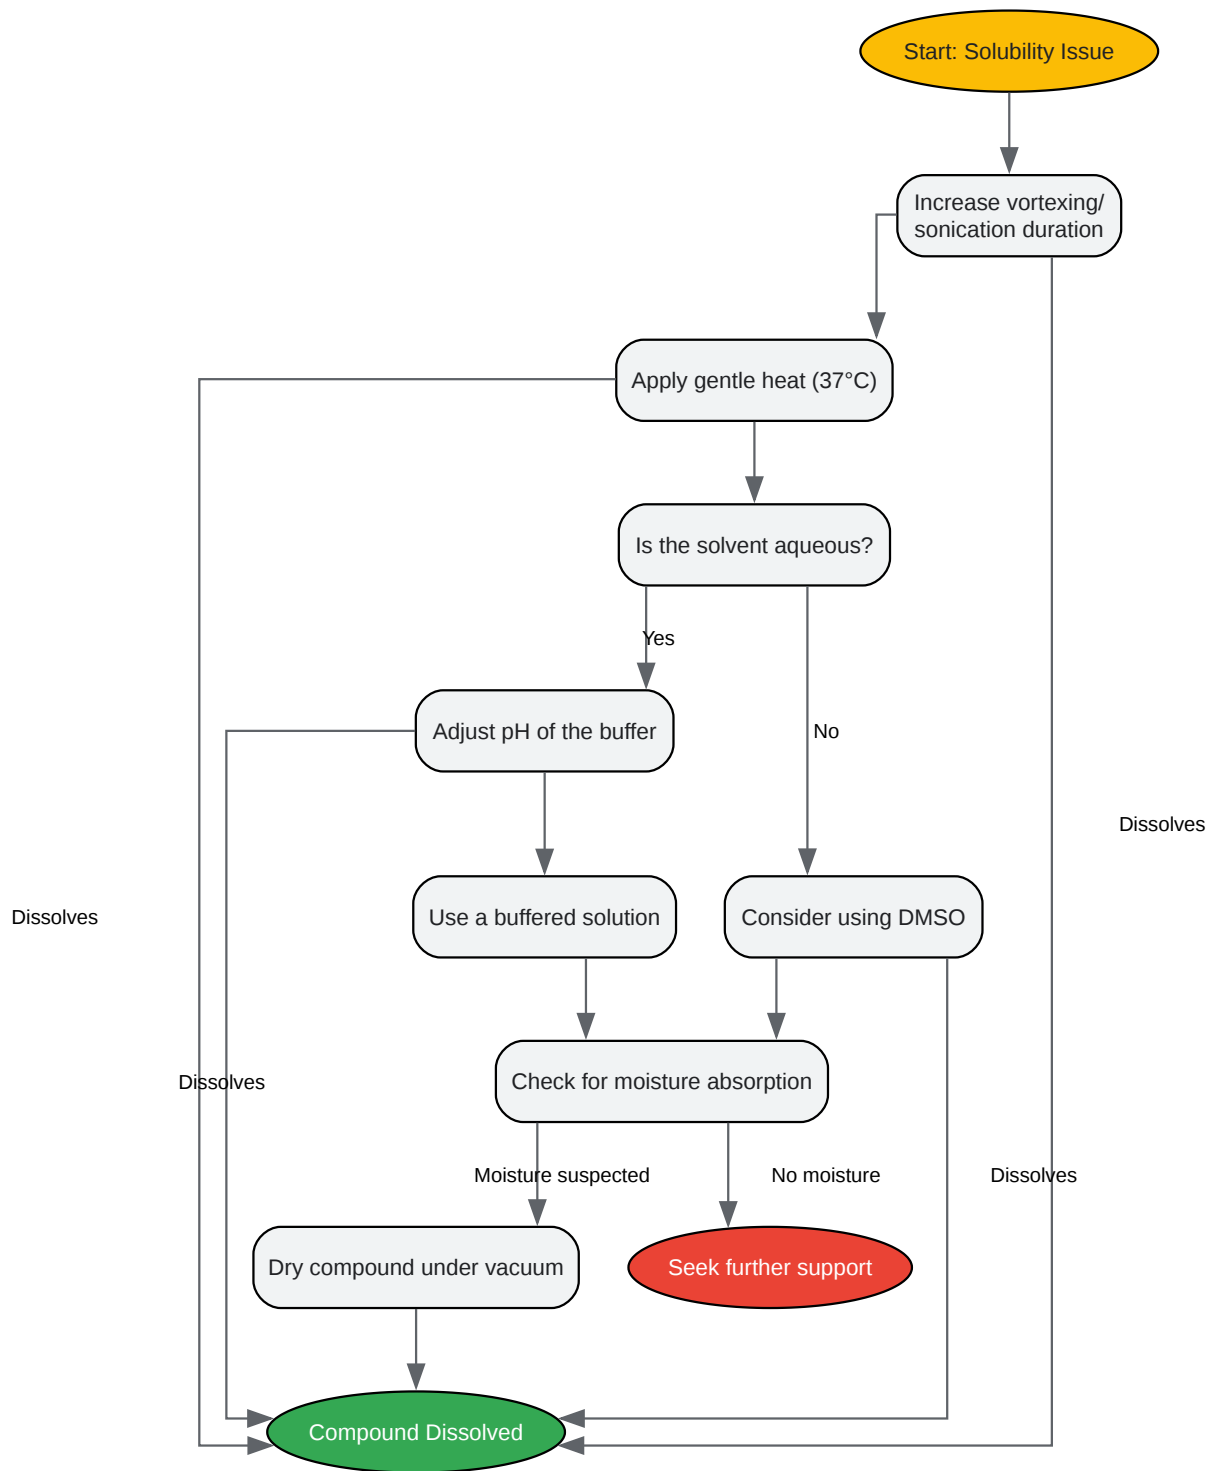 Start: Solubility Issue
Increase vortexing/
sonication duration
Apply gentle heat (37°C)
Is the solvent aqueous?
Yes
Adjust pH of the buffer
No
Dissolves
Dissolves
Use a buffered solution
Consider using DMSO
Dissolves
Check for moisture absorption
Moisture suspected
No moisture
Dissolves
Dry compound under vacuum
Seek further support
Compound Dissolved